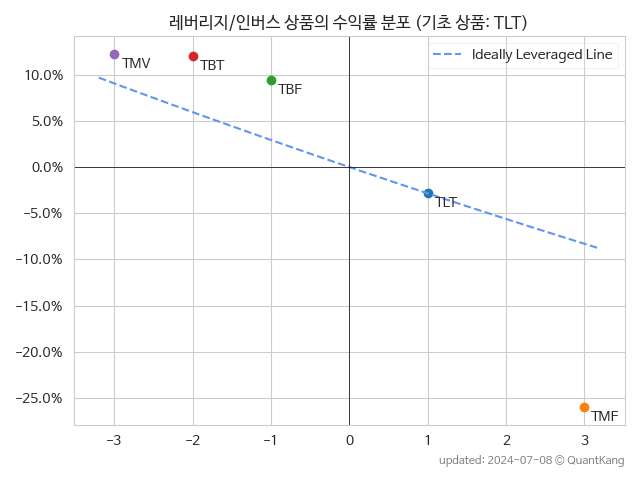 레버리지/인버스 상품의 수익률 분포 (기초 상품: TLT)
Ideally Leveraged Line
10.0%
5.0%
0.0%
−5.0%
−10.0%
−15.0%
−20.0%
−25.0%
TMV
TBT
TBF
TLT
TMF
−3
−2
−1
0
1
2
3
updated: 2024-07-08 © QuantKang